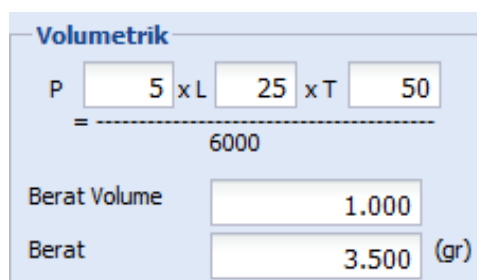 Volumetrik
P 5 x L 25 x T 50
= ----------------------------------------
6000
Berat Volume 1.000
Berat 3.500 (gr)